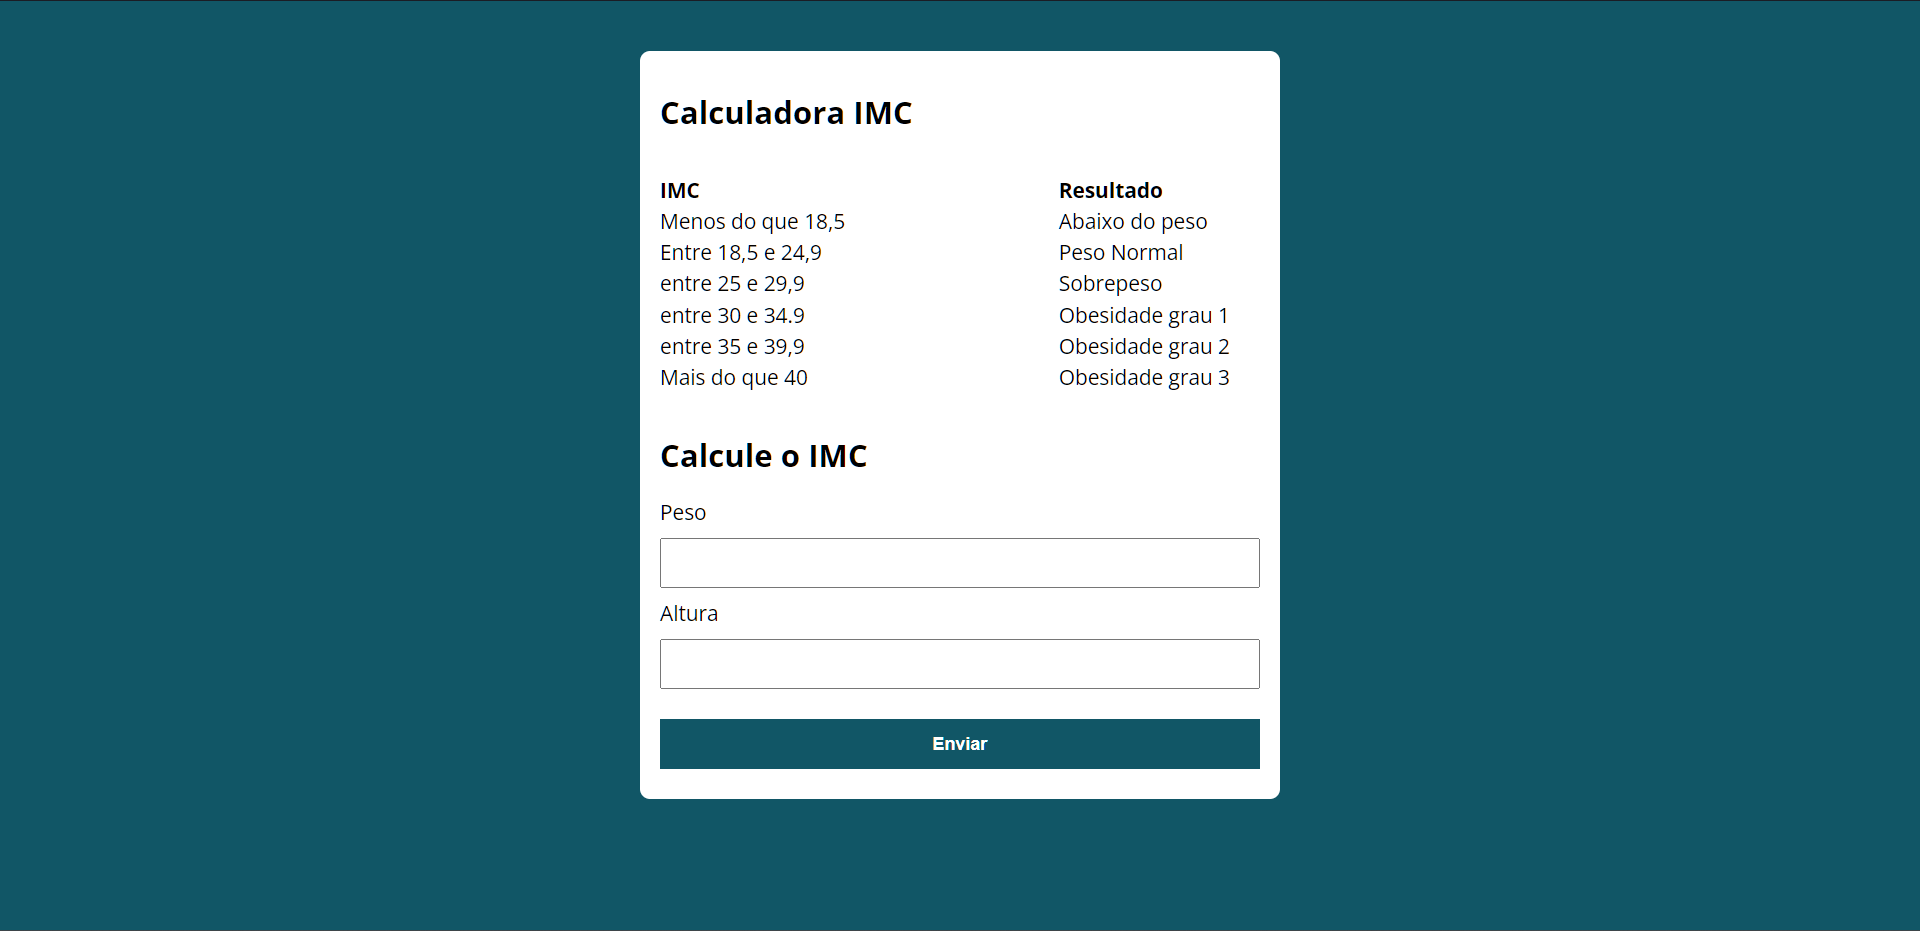 Calculadora IMC
IMC Resultado
Menos do que 18,5 Abaixo do peso
Entre 18,5 e 24,9 Peso Normal
entre 25 e 29,9 Sobrepeso
entre 30 e 34.9 Obesidade grau 1
entre 35 e 39,9 Obesidade grau 2
Mais do que 40 Obesidade grau 3
Calcule o IMC
Peso
Altura
Enviar